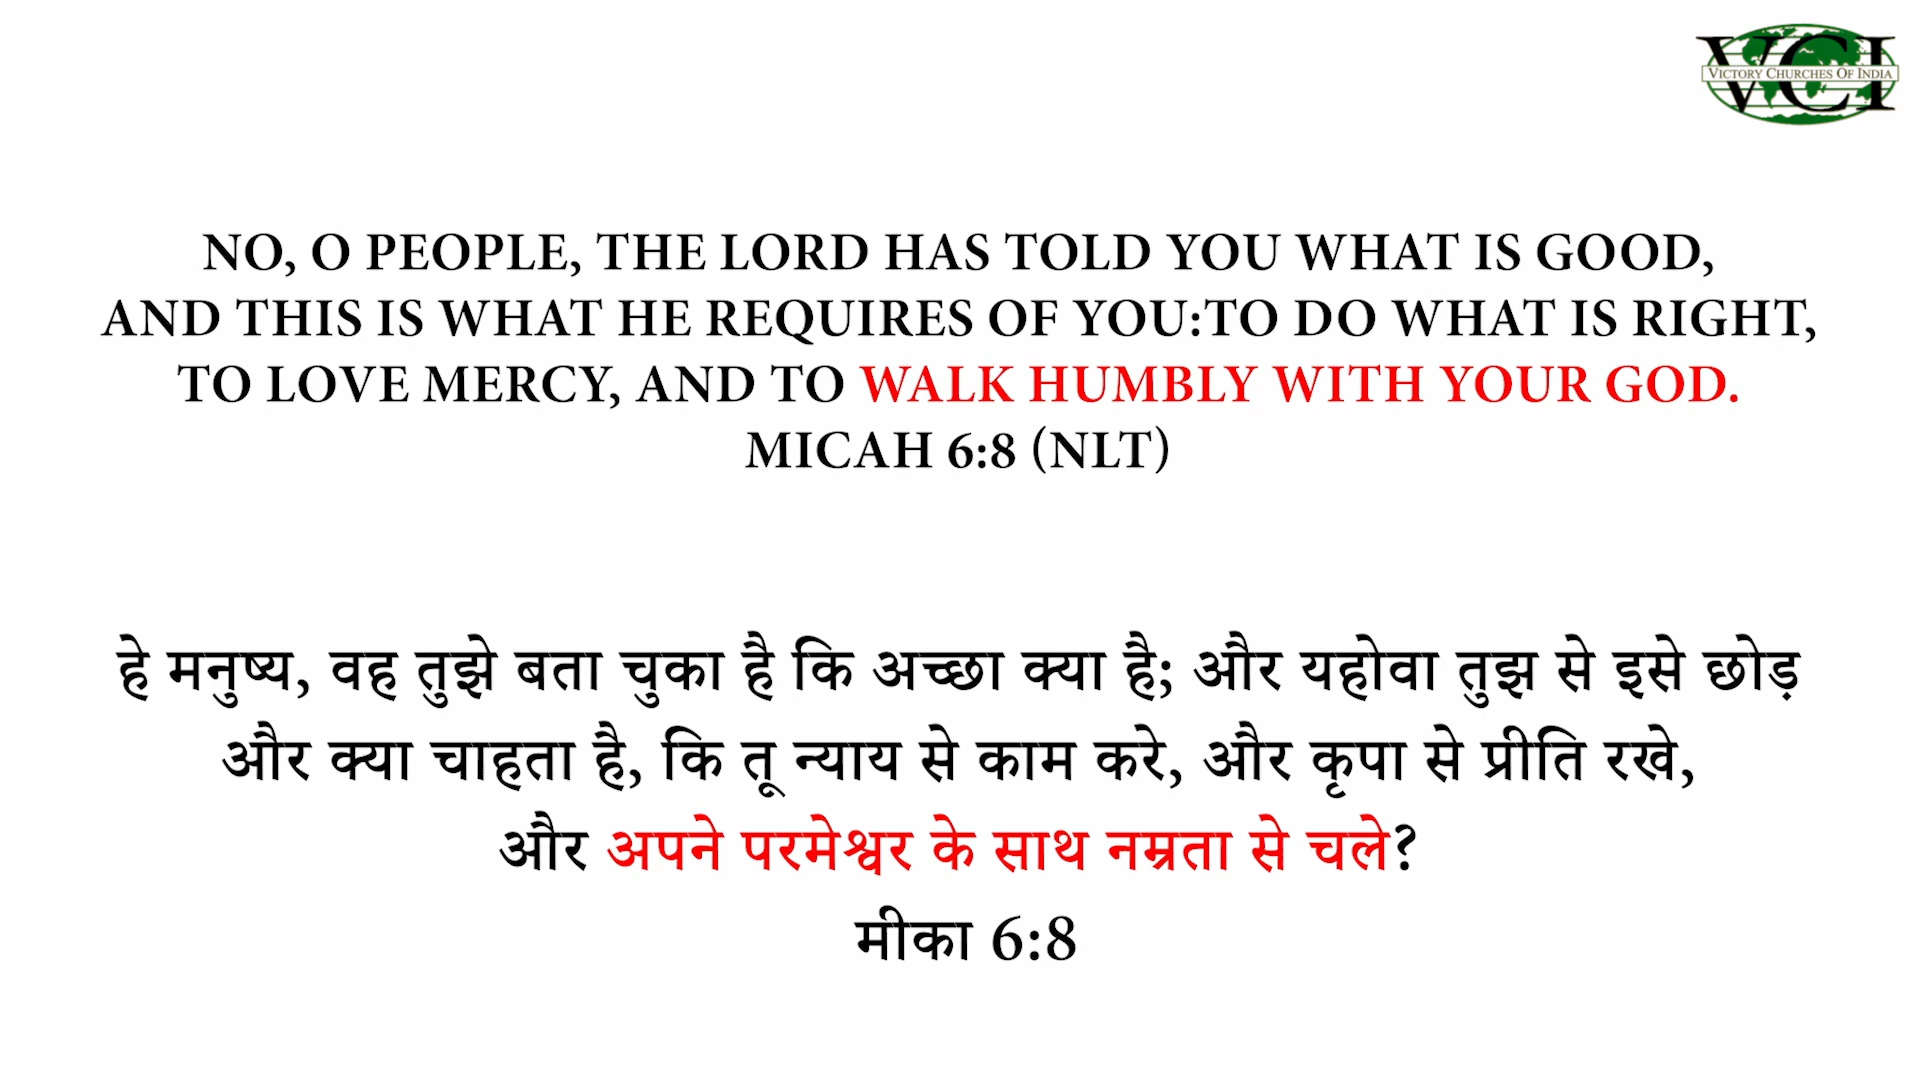 VCI
VICTORY CHURCHES OF INDIA
NO, O PEOPLE, THE LORD HAS TOLD YOU WHAT IS GOOD,
AND THIS IS WHAT HE REQUIRES OF YOU:TO DO WHAT IS RIGHT,
TO LOVE MERCY, AND TO WALK HUMBLY WITH YOUR GOD.
MICAH 6:8 (NLT)
हे मनुष्य, वह तुझे बता चुका है कि अच्छा क्या है; और यहोवा तुझ से इसे छोड़
और क्या चाहता है, कि तू न्याय से काम करे, और कृपा से प्रीति रखे,
और अपने परमेश्वर के साथ नम्रता से चले?
मीका 6:8